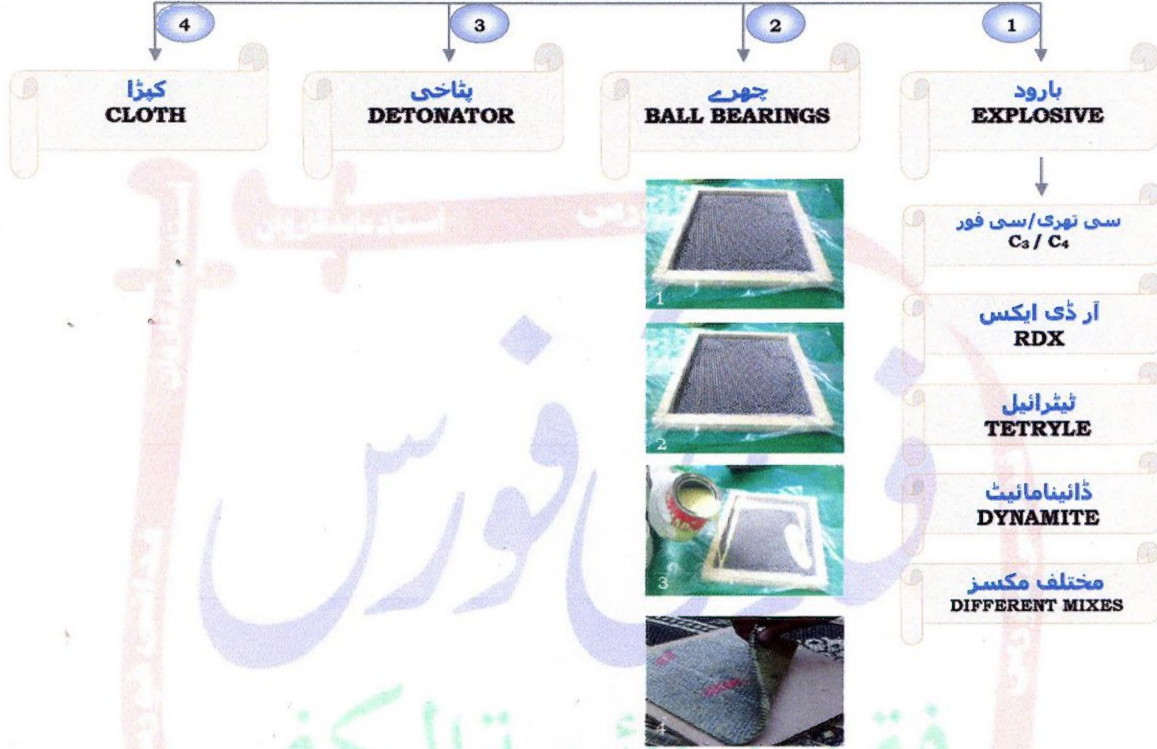 4 3 2 1
کپڑا
CLOTH
پٹاخی
DETONATOR
چھرے
BALL BEARINGS
بارود
EXPLOSIVE
سی تھری/سی فور
C3 / C4
آر ڈی ایکس
RDX
ٹیٹرائیل
TETRYLE
ڈائینامائیٹ
DYNAMITE
مختلف مکسز
DIFFERENT MIXES
1
2
3
4